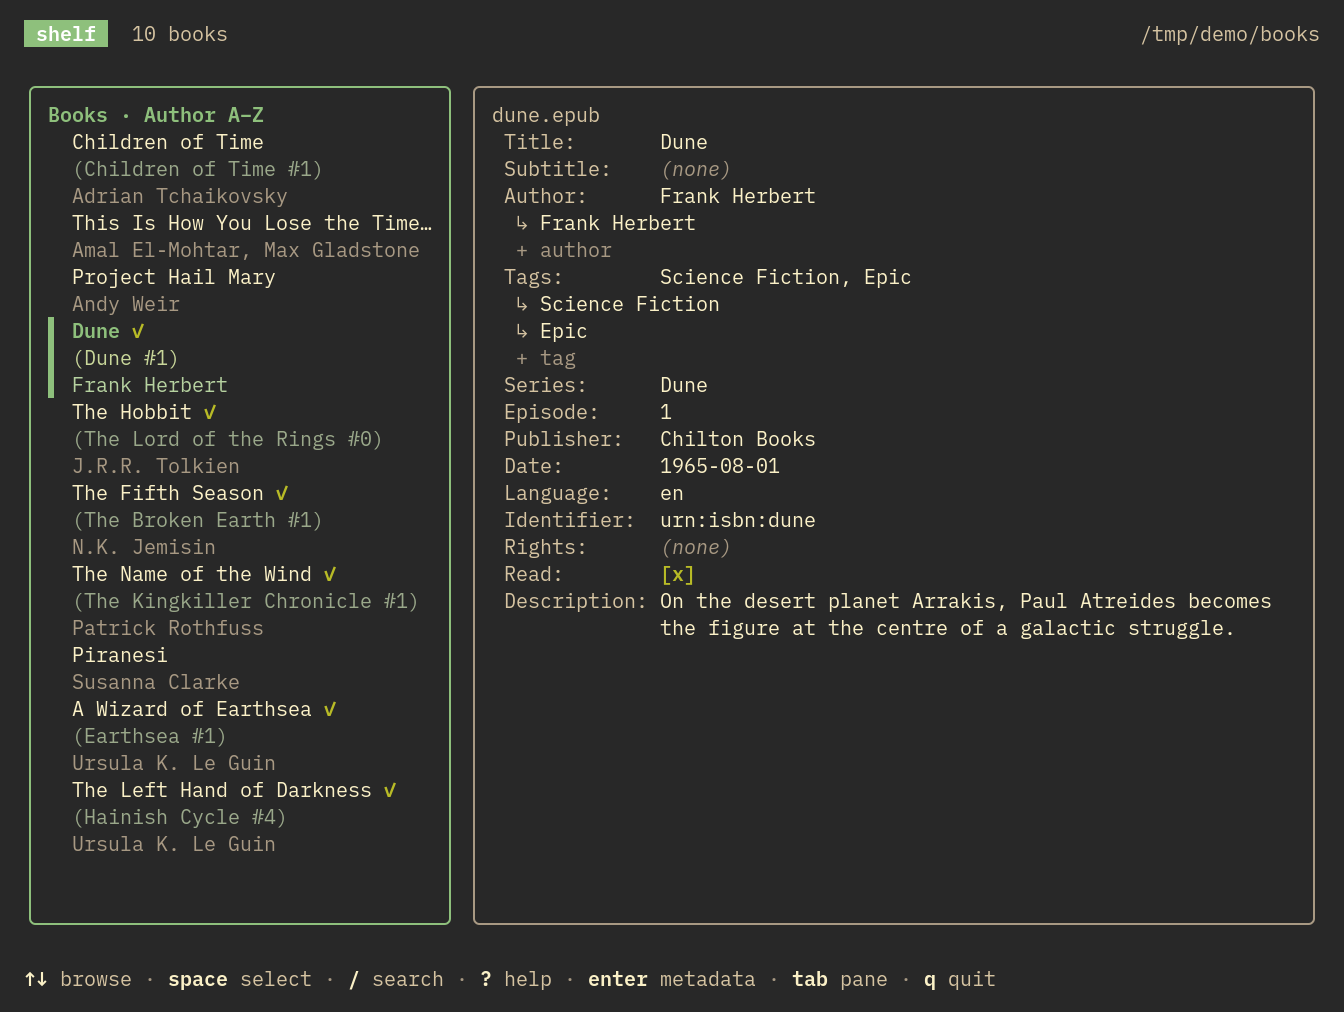 shelf 10 books /tmp/demo/books
Books · Author A–Z
Children of Time
(Children of Time #1)
Adrian Tchaikovsky
This Is How You Lose the Time…
Amal El-Mohtar, Max Gladstone
Project Hail Mary
Andy Weir
Dune ✓
(Dune #1)
Frank Herbert
The Hobbit ✓
(The Lord of the Rings #0)
J.R.R. Tolkien
The Fifth Season ✓
(The Broken Earth #1)
N.K. Jemisin
The Name of the Wind ✓
(The Kingkiller Chronicle #1)
Patrick Rothfuss
Piranesi
Susanna Clarke
A Wizard of Earthsea ✓
(Earthsea #1)
Ursula K. Le Guin
The Left Hand of Darkness ✓
(Hainish Cycle #4)
Ursula K. Le Guin
dune.epub
Title: Dune
Subtitle: (none)
Author: Frank Herbert
↳ Frank Herbert
+ author
Tags: Science Fiction, Epic
↳ Science Fiction
↳ Epic
+ tag
Series: Dune
Episode: 1
Publisher: Chilton Books
Date: 1965-08-01
Language: en
Identifier: urn:isbn:dune
Rights: (none)
Read: [x]
Description: On the desert planet Arrakis, Paul Atreides becomes
the figure at the centre of a galactic struggle.
↑↓ browse · space select · / search · ? help · enter metadata · tab pane · q quit